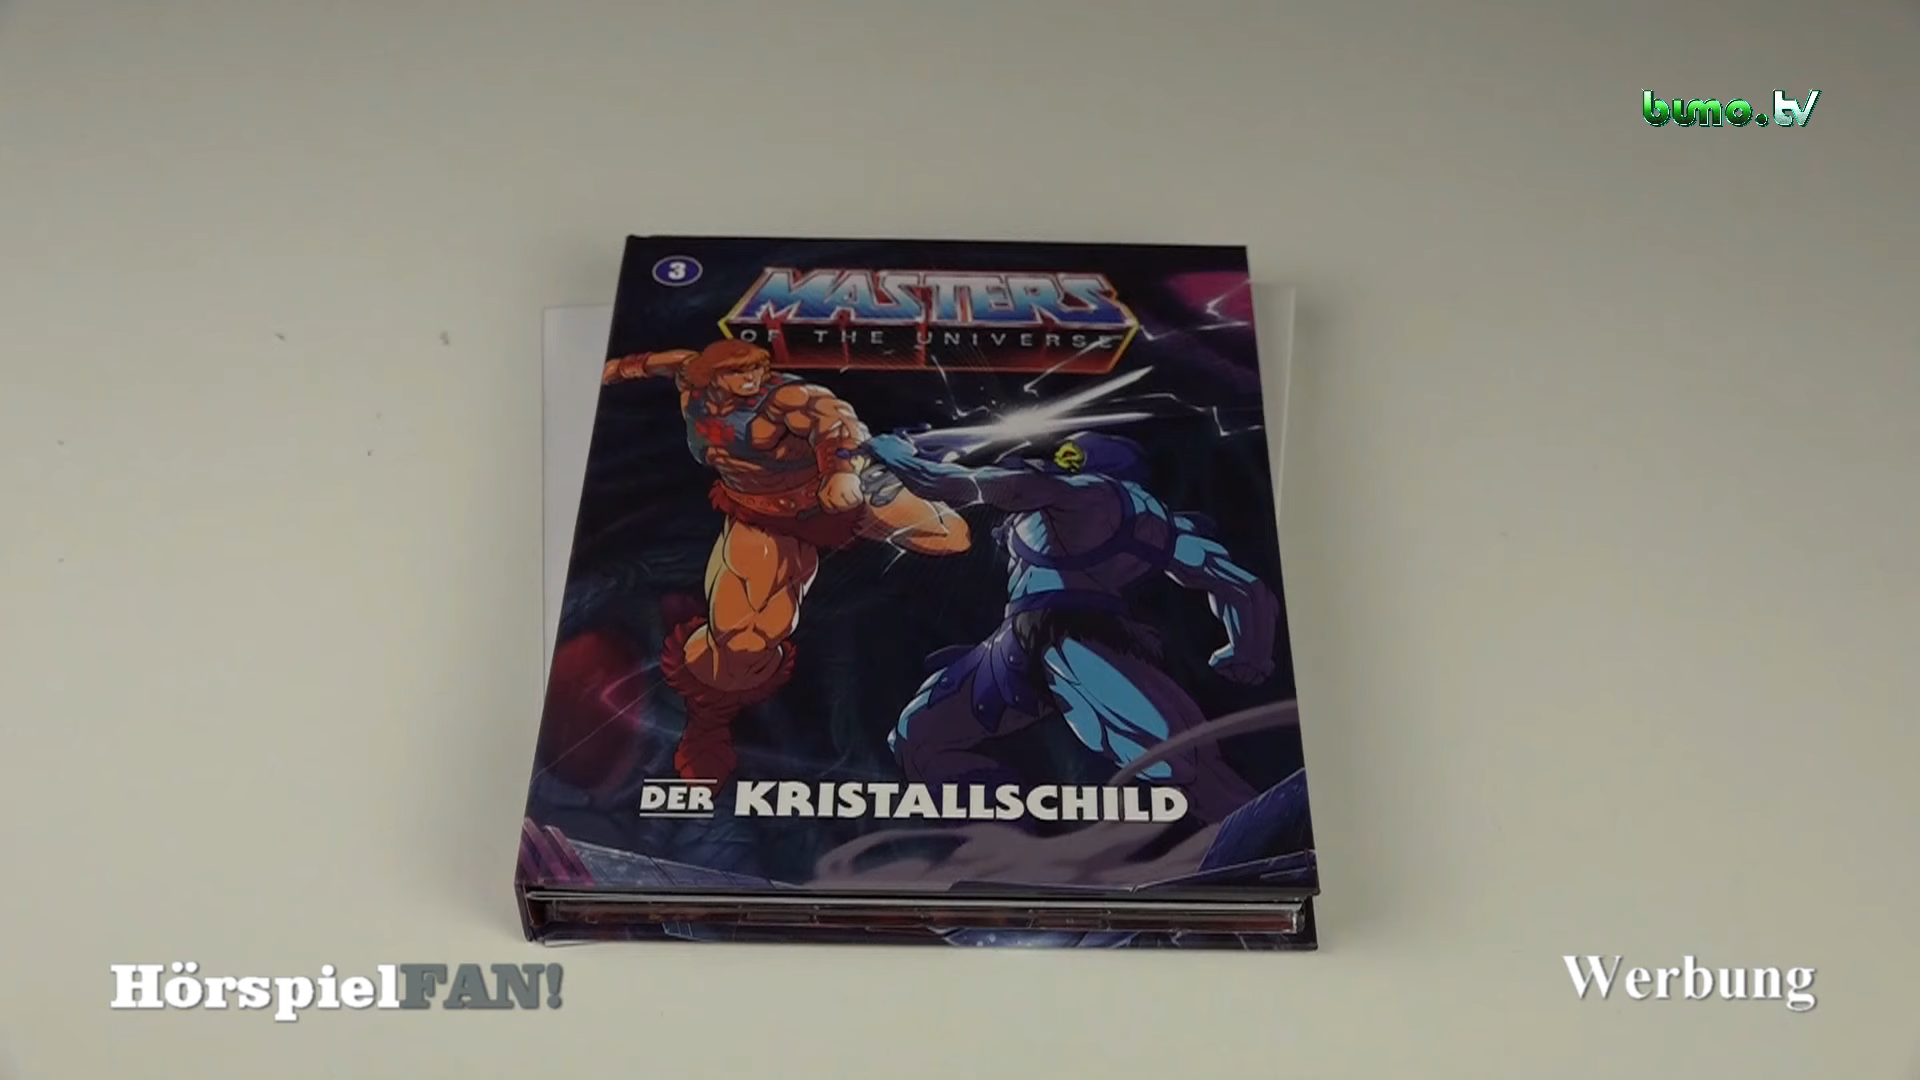 bumo.tv
3
MASTERS
OF THE UNIVERSE
DER KRISTALLSCHILD
HörspielFAN!
Werbung